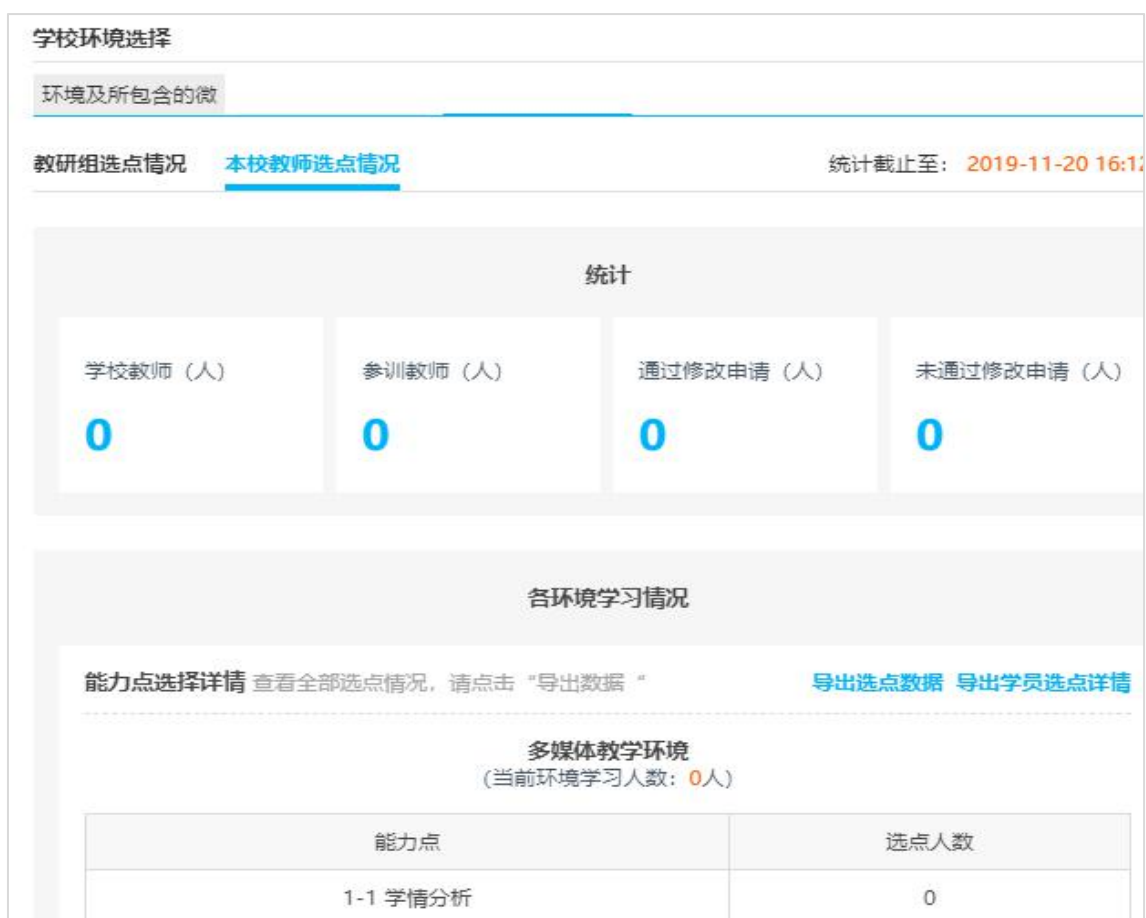 学校环境选择
环境及所包含的微
教研组选点情况 本校教师选点情况 统计截止至： 2019-11-20 16:12
统计
学校教师（人） 参训教师（人） 通过修改申请（人） 未通过修改申请（人）
0 0 0 0
各环境学习情况
能力点选择详情 查看全部选点情况，请点击“导出数据“ 导出选点数据 导出学员选点详情
多媒体教学环境
(当前环境学习人数：0人)
能力点 选点人数
1-1 学情分析 0